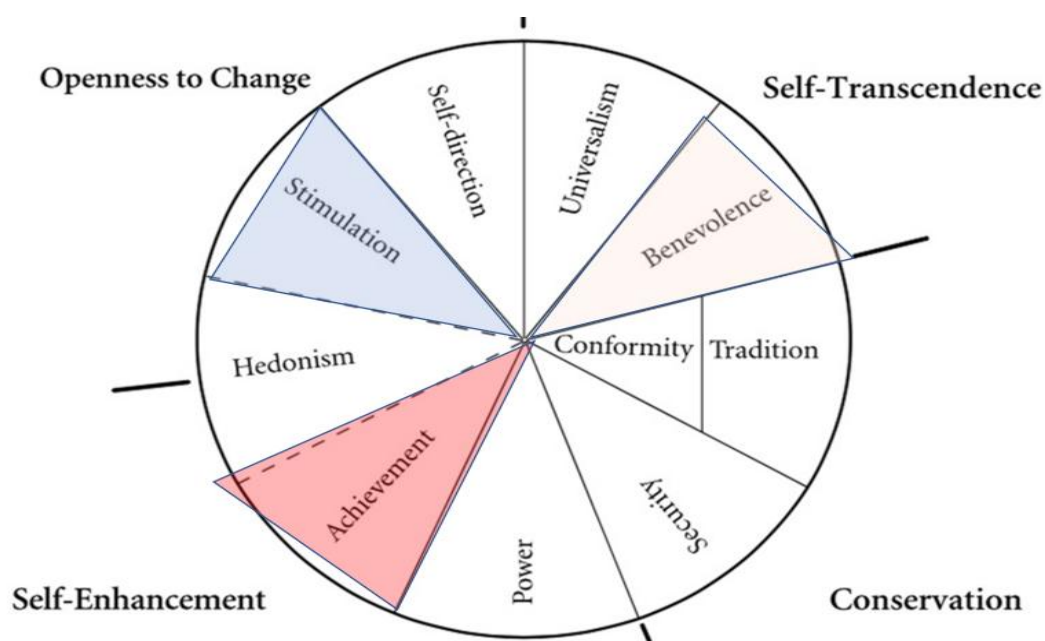 Openness to Change
Self-Transcendence
Self-direction
Universalism
Stimulation
Benevolence
Hedonism
Conformity
Tradition
Achievement
Security
Power
Self-Enhancement
Conservation